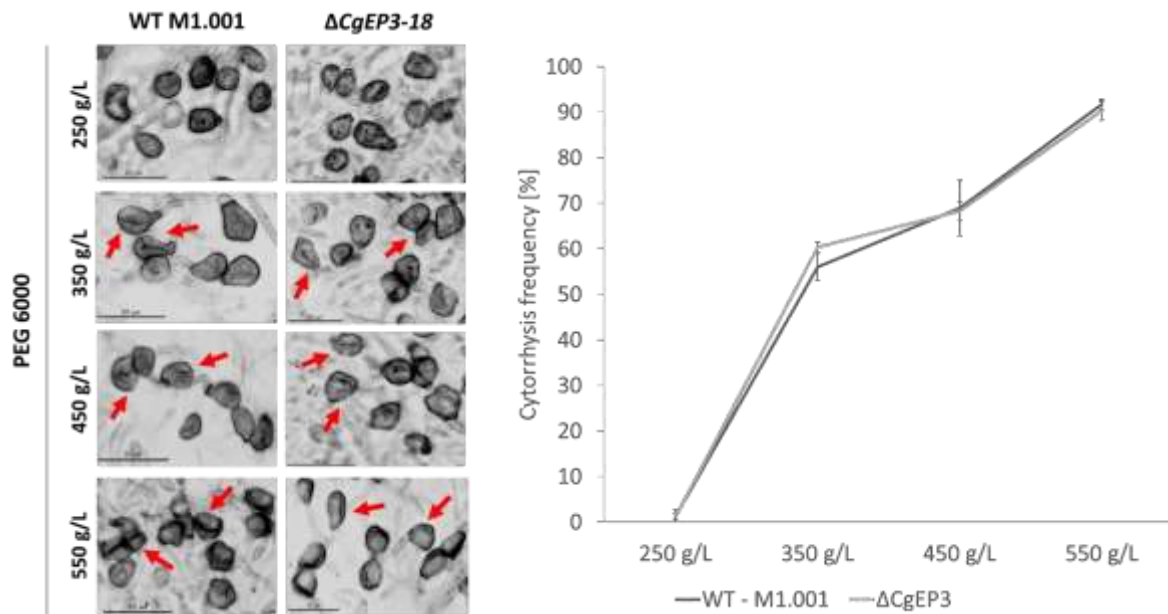 WT M1.001
ΔCgEP3-18
PEG 6000
250 g/L
350 g/L
450 g/L
550 g/L
Cytorrhysis frequency [%]
100
90
80
70
60
50
40
30
20
10
0
250 g/L
350 g/L
450 g/L
550 g/L
WT - M1.001
ΔCgEP3